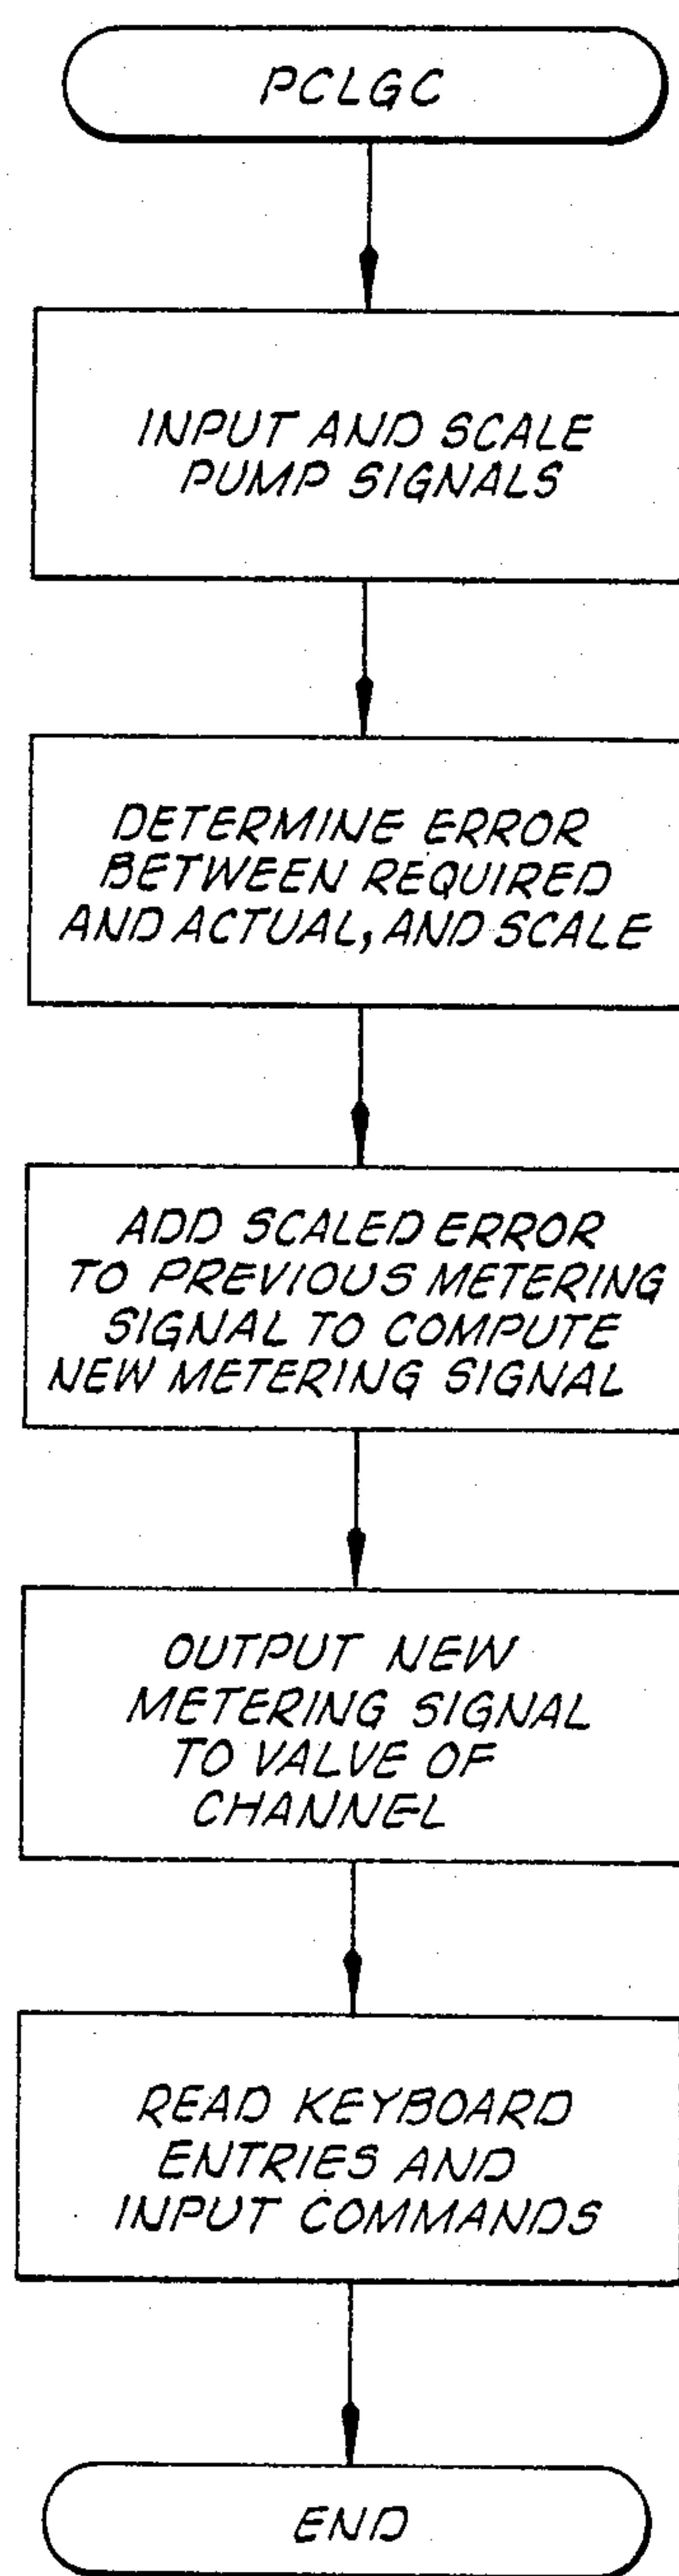 PCLGC
INPUT AND SCALE
PUMP SIGNALS
DETERMINE ERROR
BETWEEN REQUIRED
AND ACTUAL, AND SCALE
ADD SCALED ERROR
TO PREVIOUS METERING
SIGNAL TO COMPUTE
NEW METERING SIGNAL
OUTPUT NEW
METERING SIGNAL
TO VALVE OF
CHANNEL
READ KEYBOARD
ENTRIES AND
INPUT COMMANDS
END